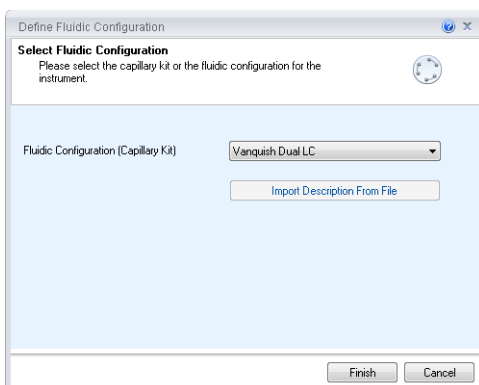 Define Fluidic Configuration
Select Fluidic Configuration
Please select the capillary kit or the fluidic configuration for the
instrument.
Fluidic Configuration (Capillary Kit)
Vanquish Dual LC
Import Description From File
Finish
Cancel